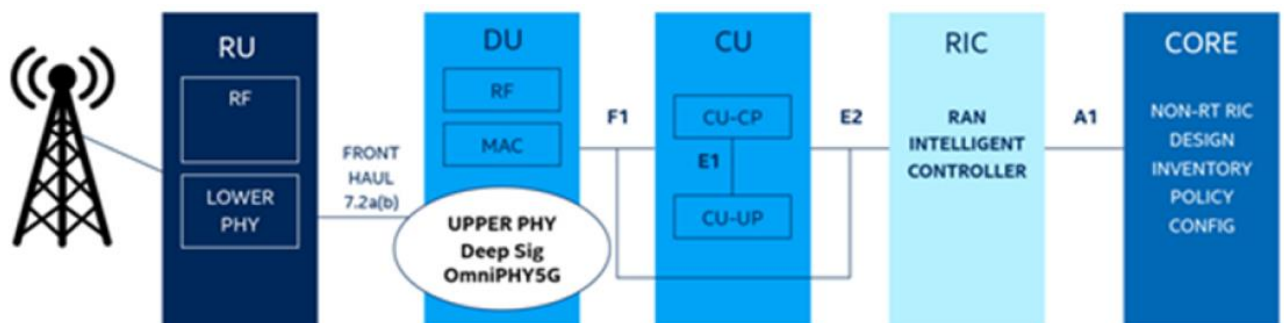 RU
RF
LOWER
PHY
FRONT
HAUL
7.2a(b)
DU
RF
MAC
UPPER PHY
Deep Sig
OmniPHY5G
F1
CU
CU-CP
E1
CU-UP
E2
RIC
RAN
INTELLIGENT
CONTROLLER
A1
CORE
NON-RT RIC
DESIGN
INVENTORY
POLICY
CONFIG